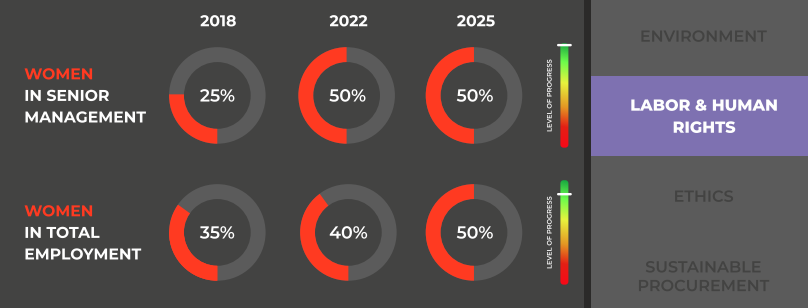 2018
2022
2025
WOMEN
IN SENIOR
MANAGEMENT
25%
50%
50%
LEVEL OF PROGRESS
WOMEN
IN TOTAL
EMPLOYMENT
35%
40%
50%
LEVEL OF PROGRESS
ENVIRONMENT
LABOR & HUMAN
RIGHTS
ETHICS
SUSTAINABLE
PROCUREMENT